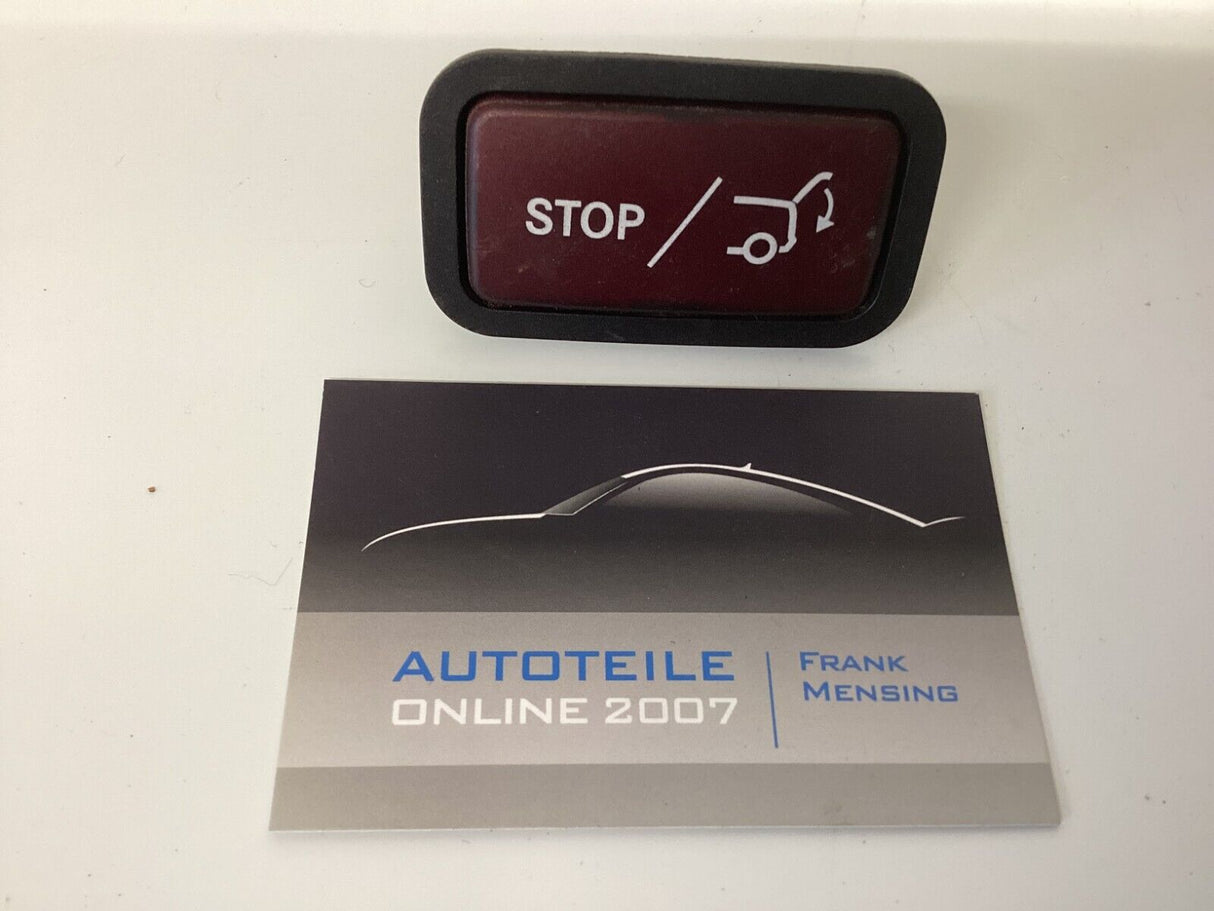 STOP
AUTOTEILE
ONLINE 2007
FRANK
MENSING